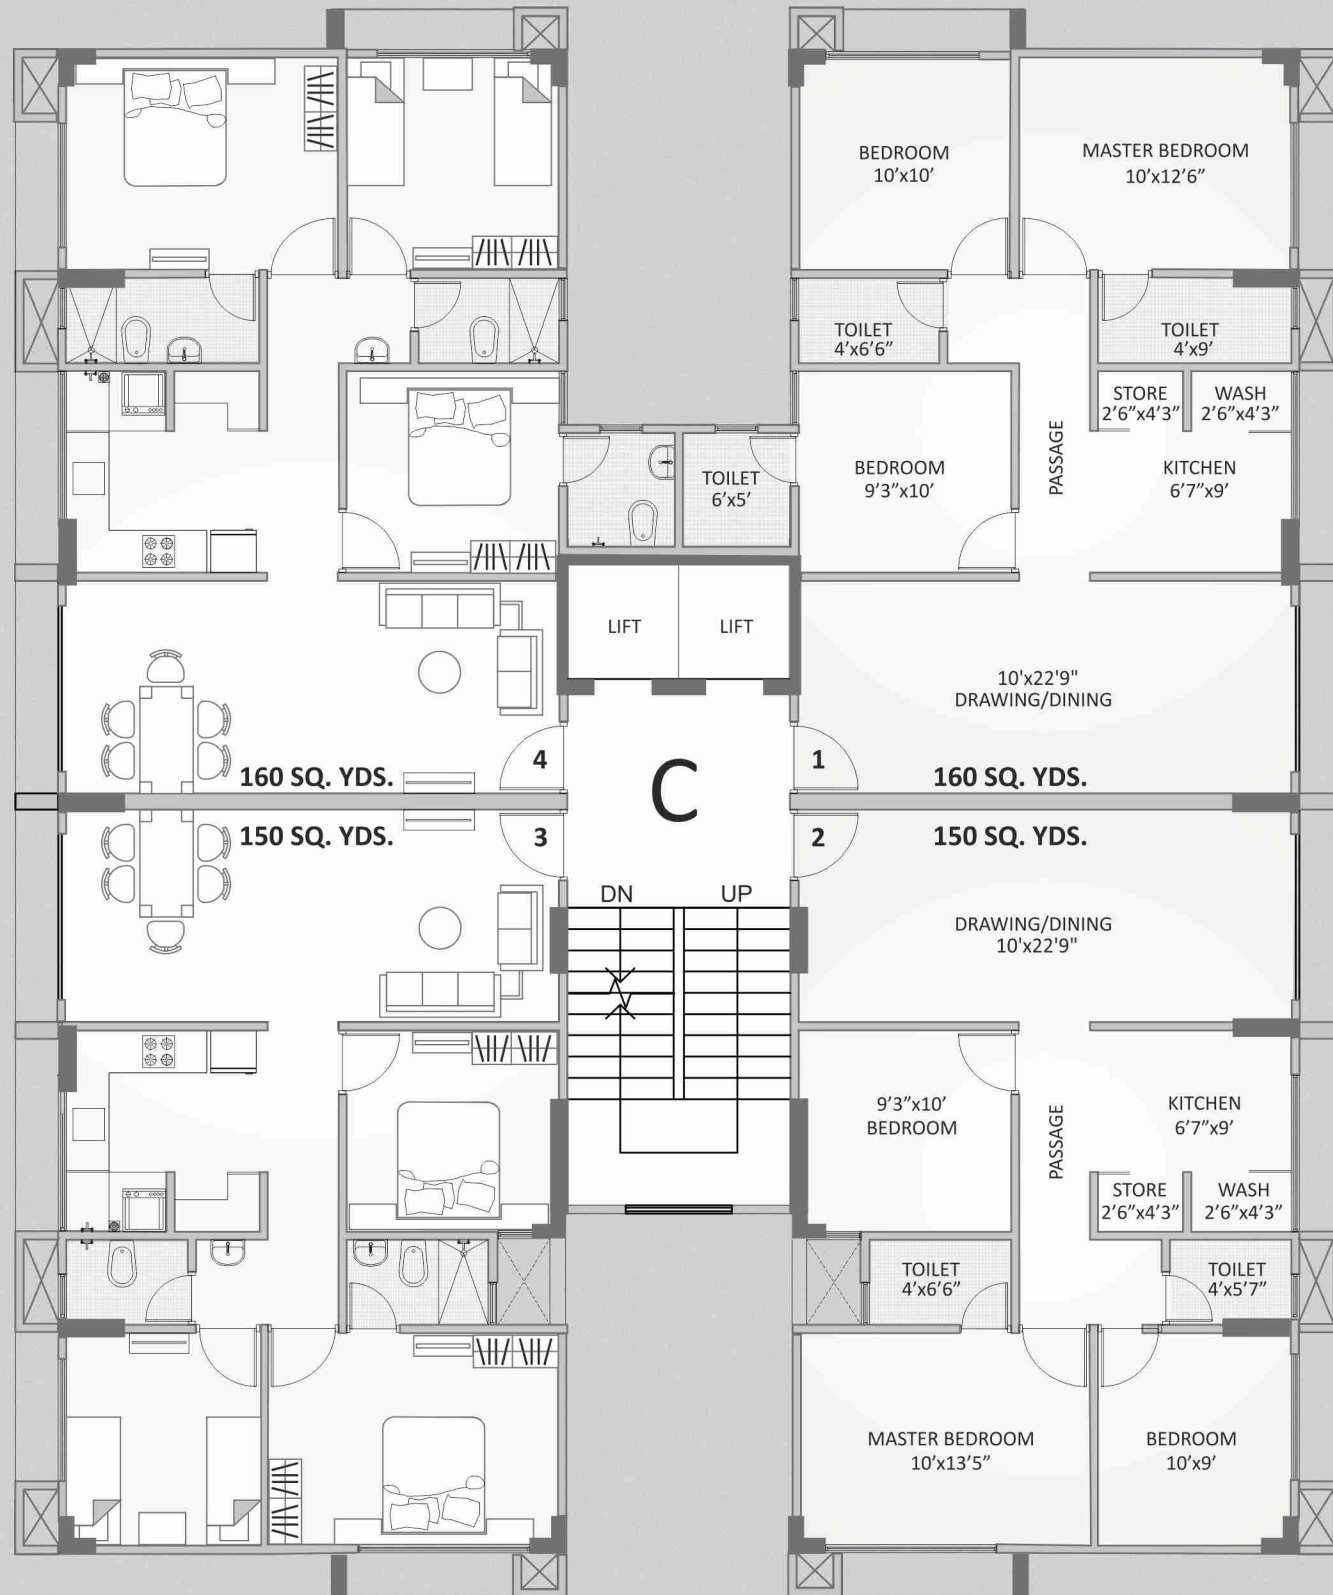 BEDROOM
10’x10’
MASTER BEDROOM
10’x12’6”
TOILET
4’x6’6”
TOILET
4’x9’
STORE
2’6”x4’3”
WASH
2’6”x4’3”
PASSAGE
BEDROOM
9’3”x10’
KITCHEN
6’7”x9’
TOILET
6’x5’
LIFT
LIFT
10'x22'9"
DRAWING/DINING
4
1
C
160 SQ. YDS.
160 SQ. YDS.
150 SQ. YDS.
3
2
150 SQ. YDS.
DN
UP
DRAWING/DINING
10'x22'9"
9’3”x10’
BEDROOM
PASSAGE
KITCHEN
6’7”x9’
STORE
2’6”x4’3”
WASH
2’6”x4’3”
TOILET
4’x6’6”
TOILET
4’x5’7”
MASTER BEDROOM
10’x13’5”
BEDROOM
10’x9’